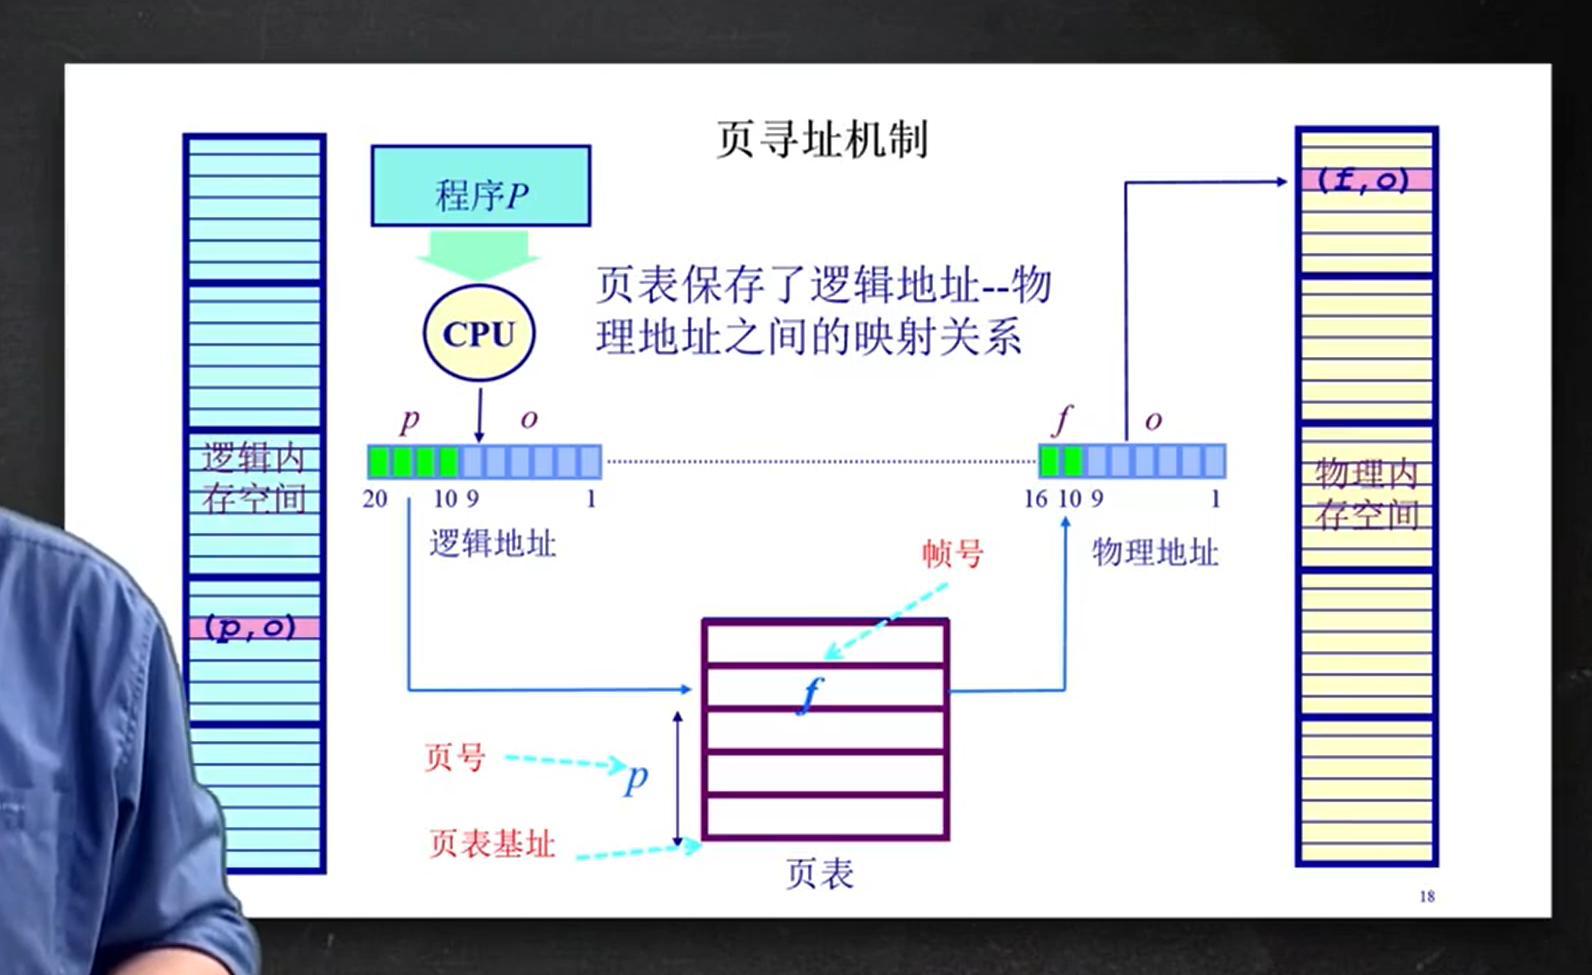 页寻址机制
程序P
(f,o)
页表保存了逻辑地址--物
理地址之间的映射关系
CPU
p
o
f
o
逻辑内
存空间
20
10
9
1
16
10
9
1
物理内
存空间
逻辑地址
帧号
物理地址
(p,o)
f
页号
p
页表基址
页表
18